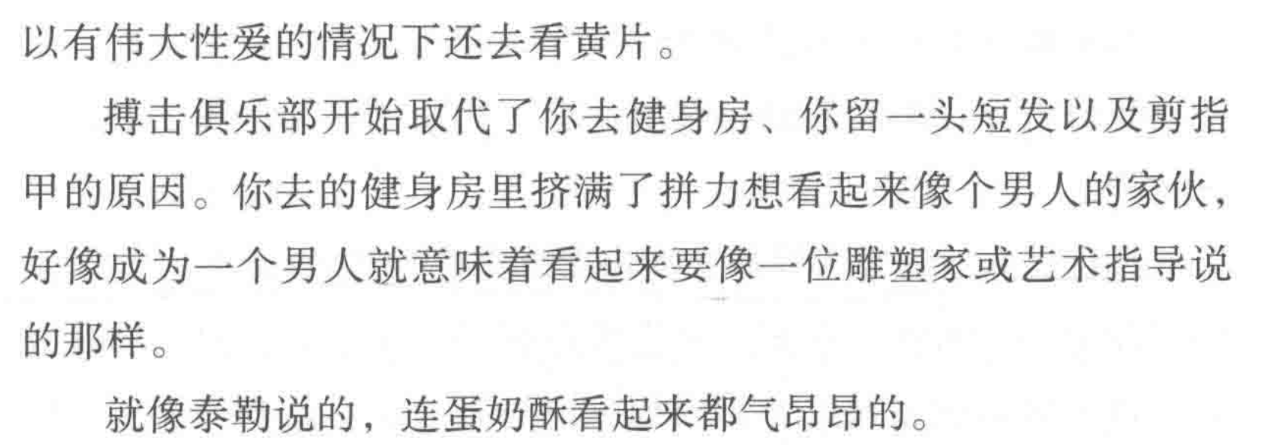 以有伟大性爱的情况下还去看黄片。
搏击俱乐部开始取代了你去健身房、你留一头短发以及剪指
甲的原因。你去的健身房里挤满了拼力想看起来像个男人的家伙，
好像成为一个男人就意味着看起来要像一位雕塑家或艺术指导说
的那样。
就像泰勒说的，连蛋奶酥看起来都气昂昂的。